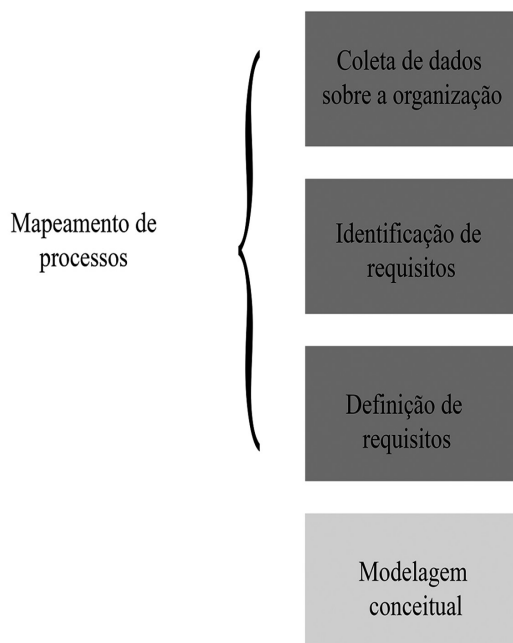 Mapeamento de
processos
Coleta de dados
sobre a organização
Identificação de
requisitos
Definição de
requisitos
Modelagem
conceitual